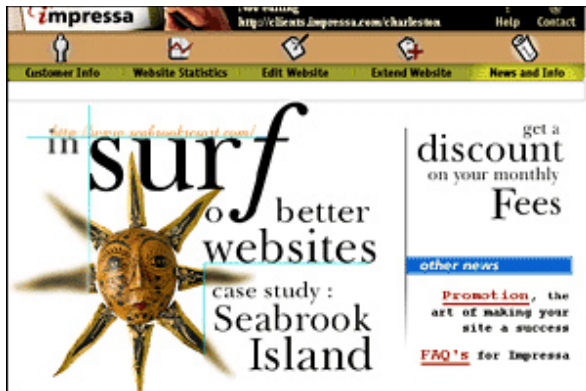 impressa
http://clients.impressa.com/charleston
Help Contact
Customer Info Website Statistics Edit Website Extend Website News and Info
http://www.seabrookresort.com/
in surf
o better
websites
case study :
Seabrook
Island
get a
discount
on your monthly
Fees
other news
Promotion, the
art of making your
site a success
FAQ's for Impressa